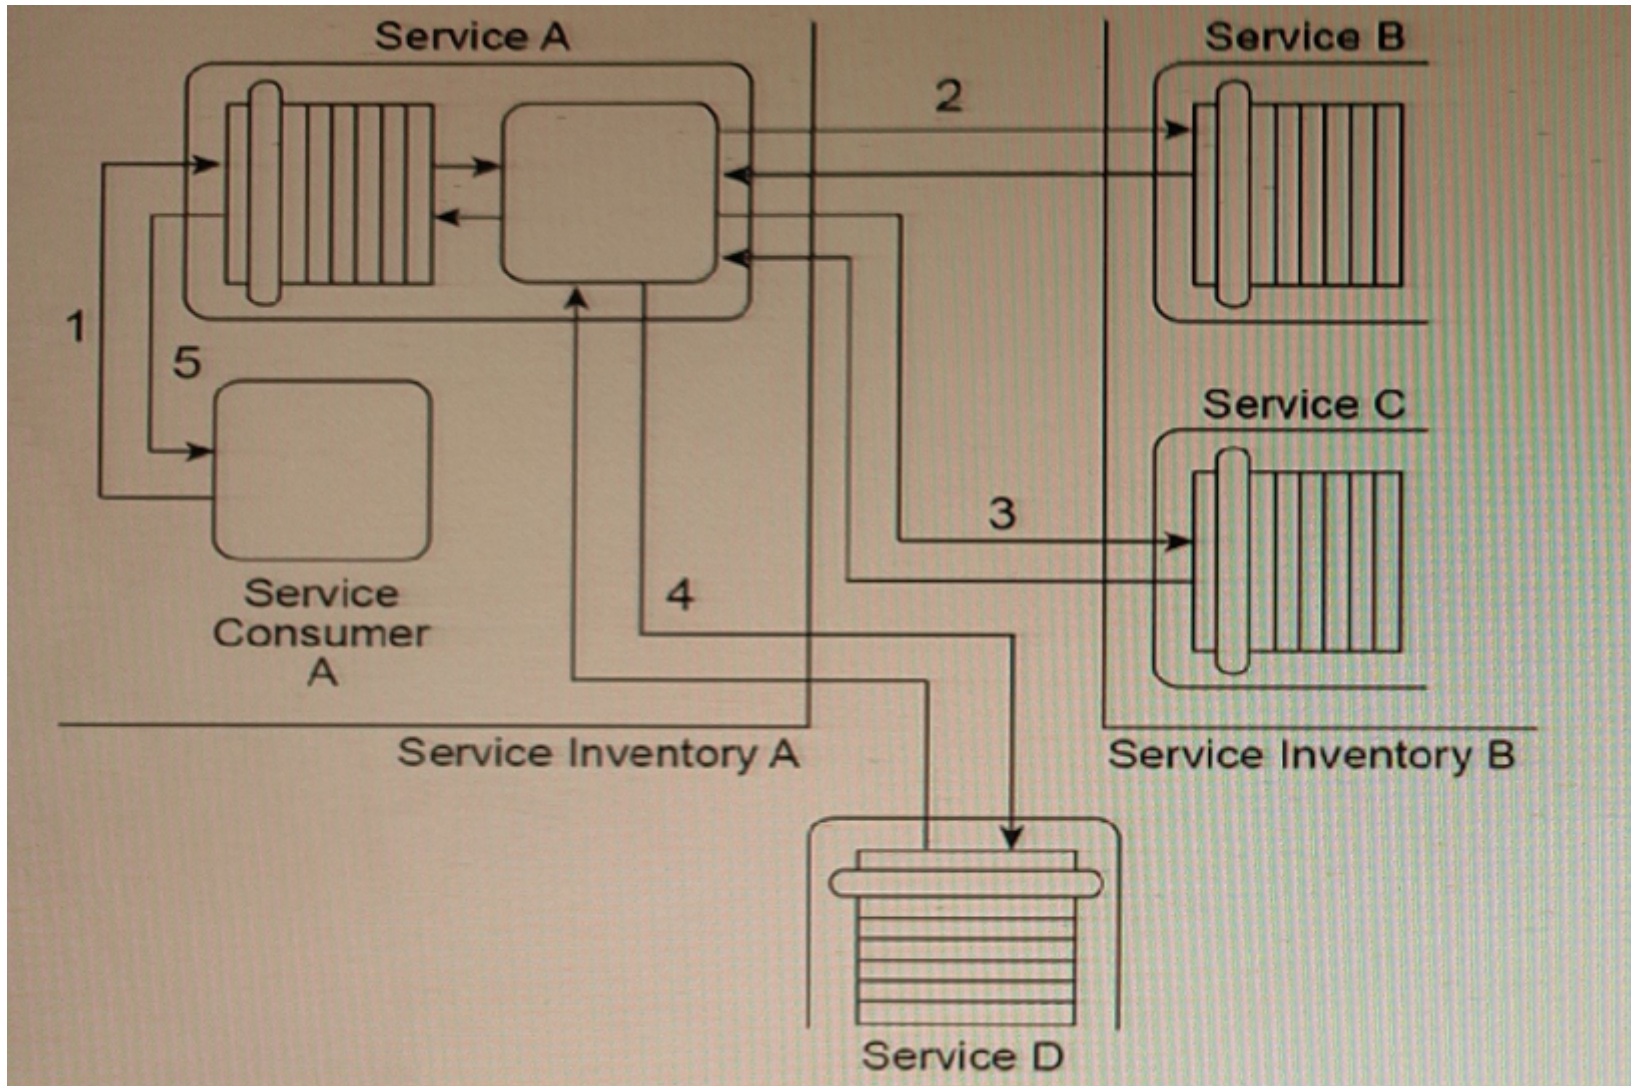 Service A
Service B
2
1
5
Service C
3
4
Service
Consumer
A
Service Inventory A
Service Inventory B
Service D